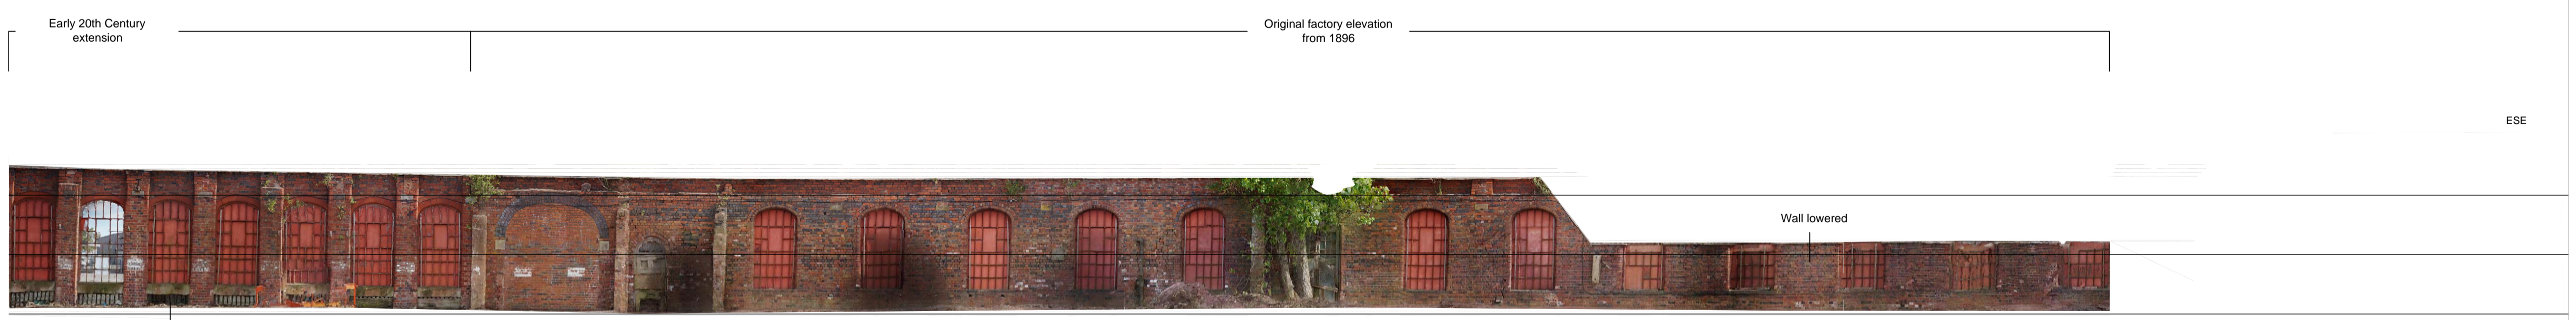 Early 20th Century
extension
Original factory elevation
from 1896
ESE
Wall lowered